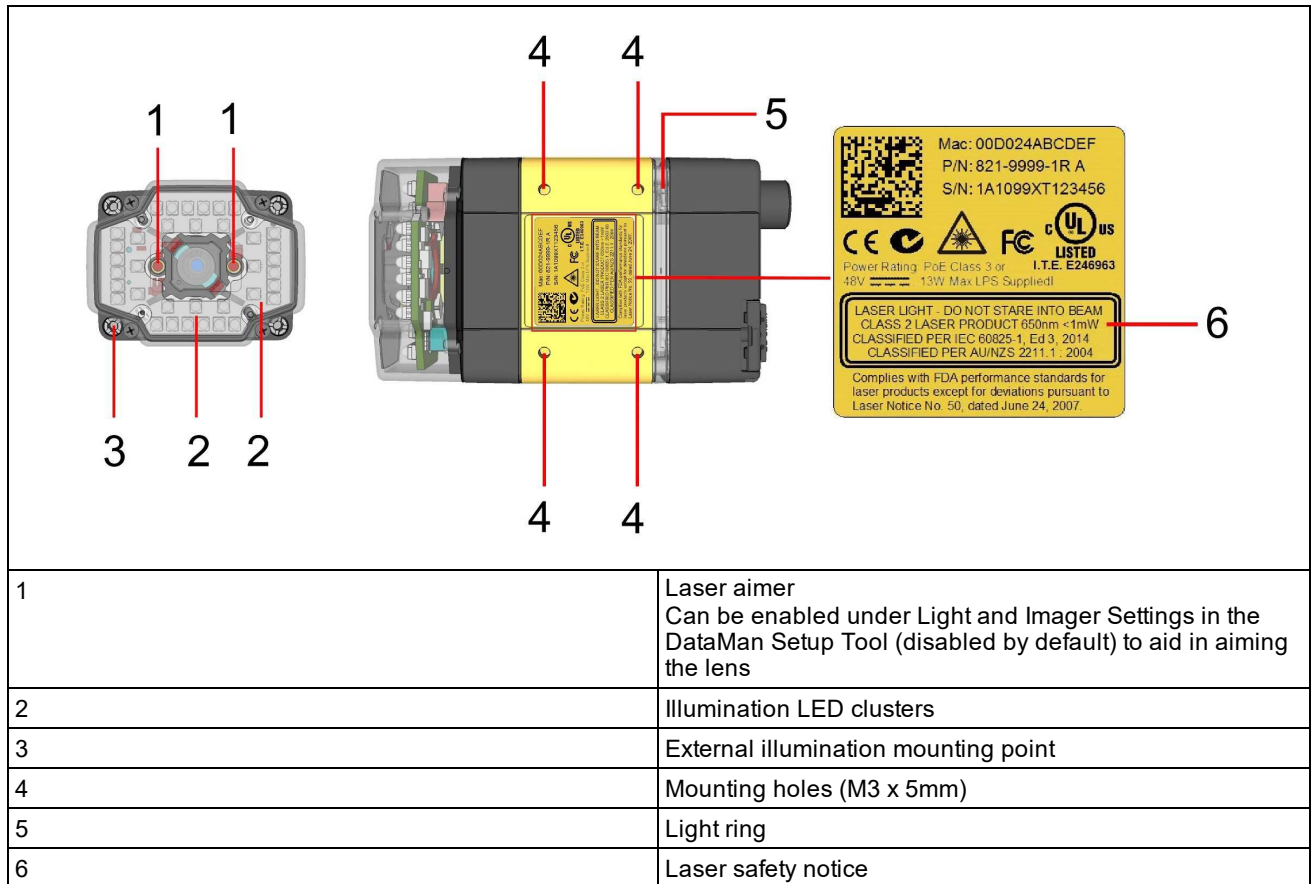 4 4
5
1 1
Mac: 00D024ABCDEF
P/N: 821-9999-1R A
S/N: 1A1099XT123456
CE FC C UL US
LISTED
I.T.E. E246963
Power Rating: PoE Class 3 or
48V 13W Max LPS Supplied!
LASER LIGHT - DO NOT STARE INTO BEAM
CLASS 2 LASER PRODUCT 650nm <1mW
CLASSIFIED PER IEC 60825-1, Ed 3, 2014
CLASSIFIED PER AU/NZS 2211.1 : 2004
6
Complies with FDA performance standards for
laser products except for deviations pursuant to
Laser Notice No. 50, dated June 24, 2007.
3 2 2
4 4
1 Laser aimer
Can be enabled under Light and Imager Settings in the
DataMan Setup Tool (disabled by default) to aid in aiming
the lens
2 Illumination LED clusters
3 External illumination mounting point
4 Mounting holes (M3 x 5mm)
5 Light ring
6 Laser safety notice